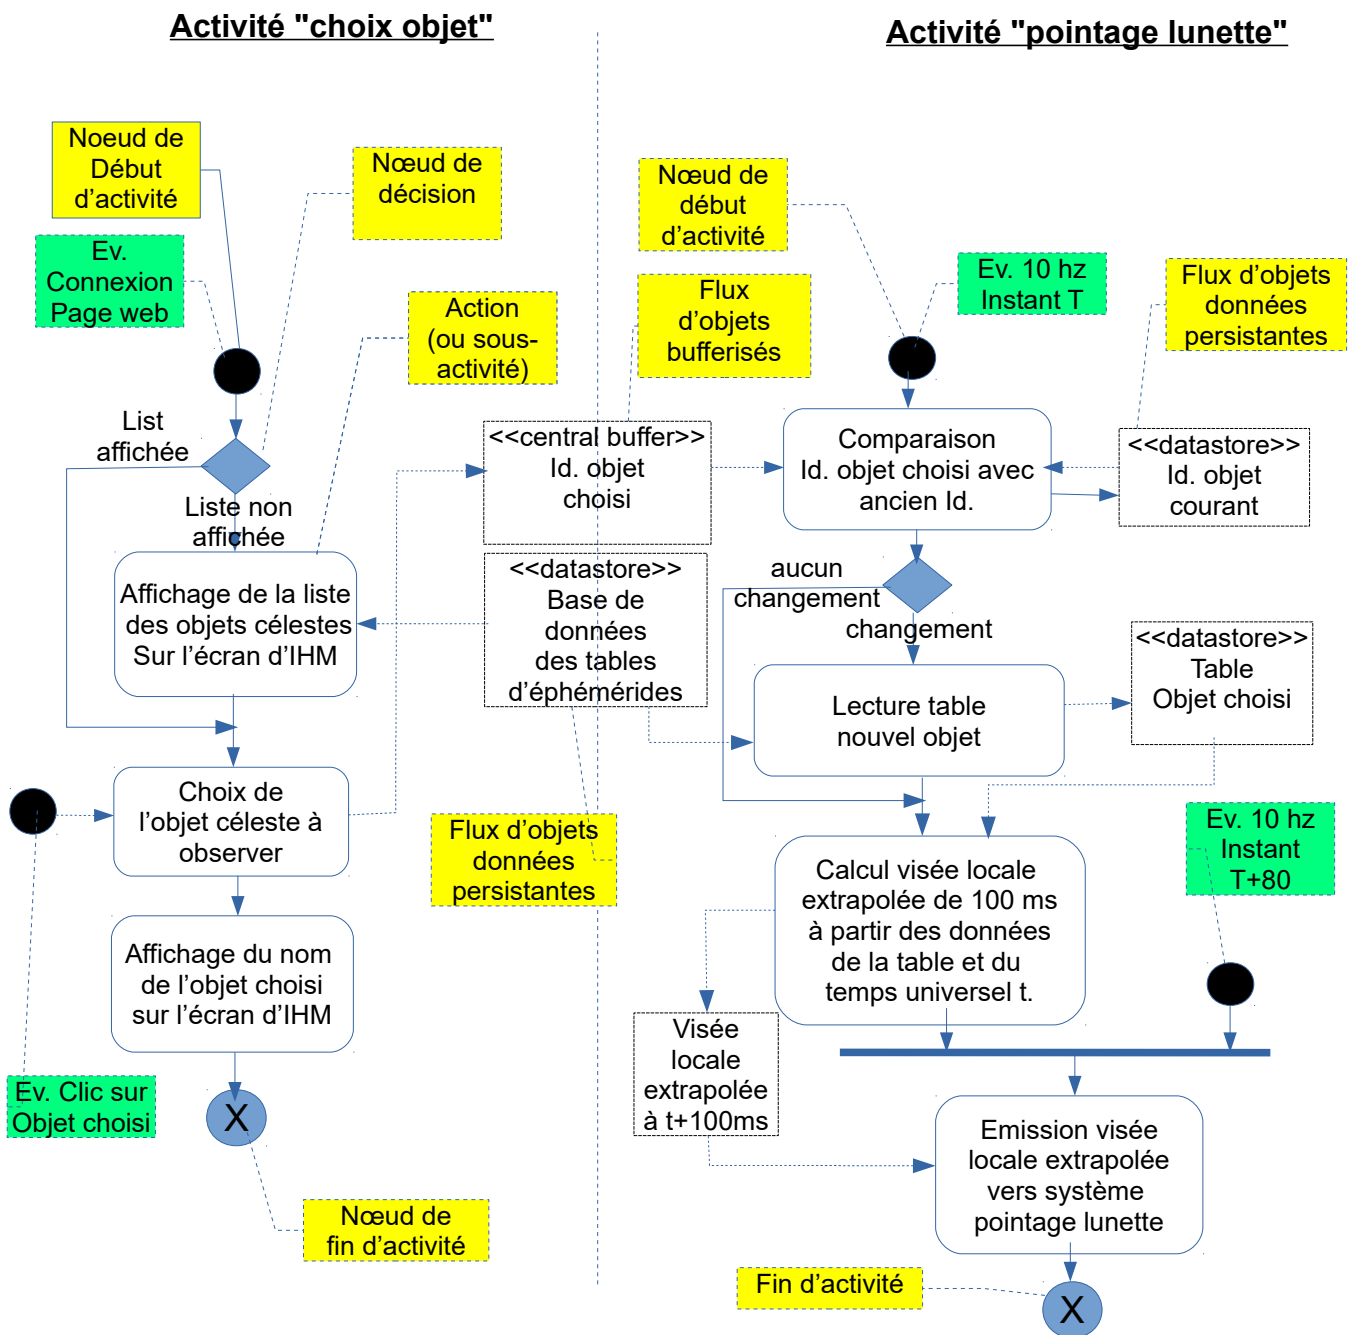 Activité "choix objet"
Activité "pointage lunette"
Noeud de
Début
d’activité
Nœud de
décision
Ev.
Connexion
Page web
Action
(ou sous-
activité)
List
affichée
Liste non
affichée
Affichage de la liste
des objets célestes
Sur l’écran d’IHM
Choix de
l’objet céleste à
observer
Affichage du nom
de l’objet choisi
sur l’écran d’IHM
Ev. Clic sur
Objet choisi
X
Nœud de
fin d’activité
<<central buffer>>
Id. objet
choisi
<<datastore>>
Base de
données
des tables
d’éphémérides
Flux d’objets
données
persistantes
Nœud de
début
d’activité
Flux
d’objets
bufferisés
Ev. 10 hz
Instant T
Flux d’objets
données
persistantes
Comparaison
Id. objet choisi avec
ancien Id.
<<datastore>>
Id. objet
courant
aucun
changement
changement
Lecture table
nouvel objet
<<datastore>>
Table
Objet choisi
Ev. 10 hz
Instant
T+80
Calcul visée locale
extrapolée de 100 ms
à partir des données
de la table et du
temps universel t.
Visée
locale
extrapolée
à t+100ms
Emission visée
locale extrapolée
vers système
pointage lunette
Fin d’activité
X